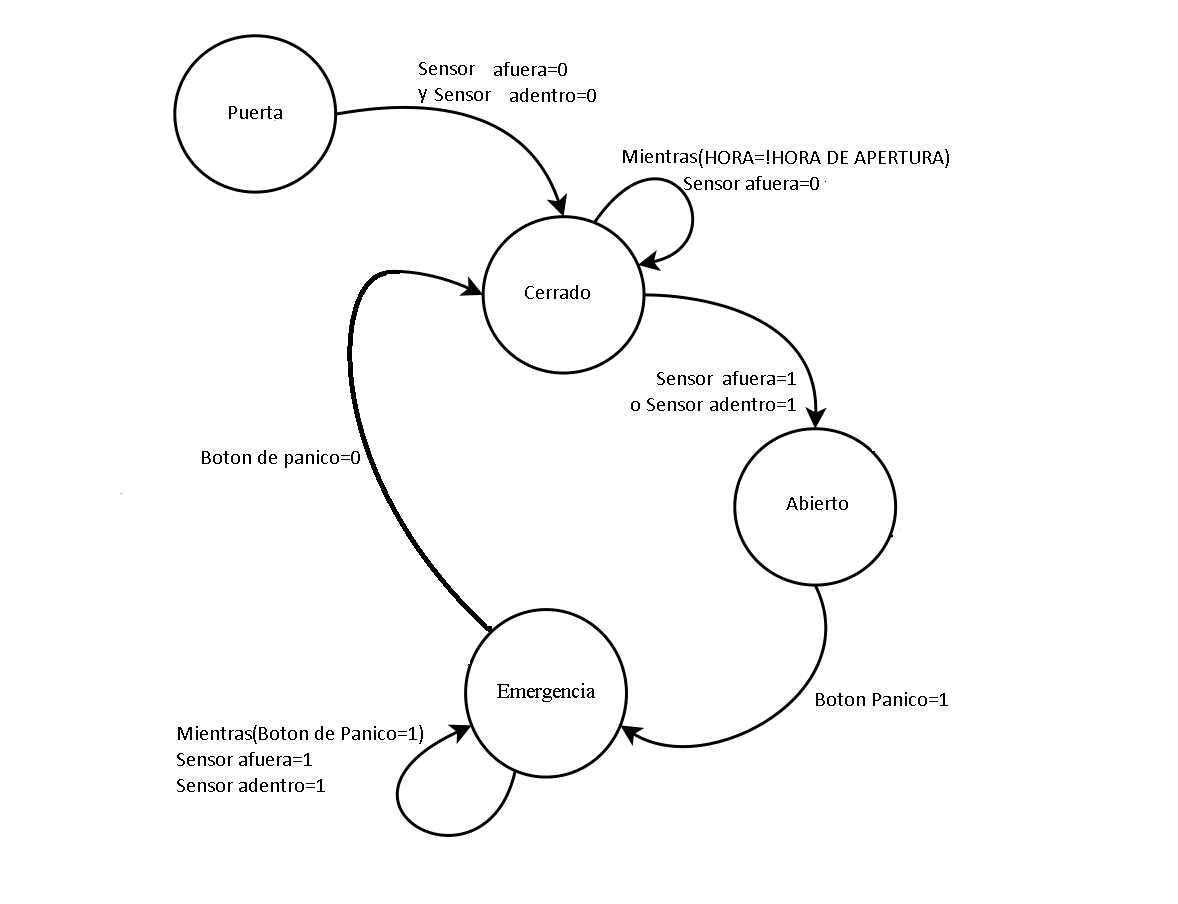 Puerta
Sensor afuera=0
y Sensor adentro=0
Mientras(HORA=!HORA DE APERTURA)
Sensor afuera=0
Cerrado
Sensor afuera=1
o Sensor adentro=1
Boton de panico=0
Abierto
Emergencia
Boton Panico=1
Mientras(Boton de Panico=1)
Sensor afuera=1
Sensor adentro=1